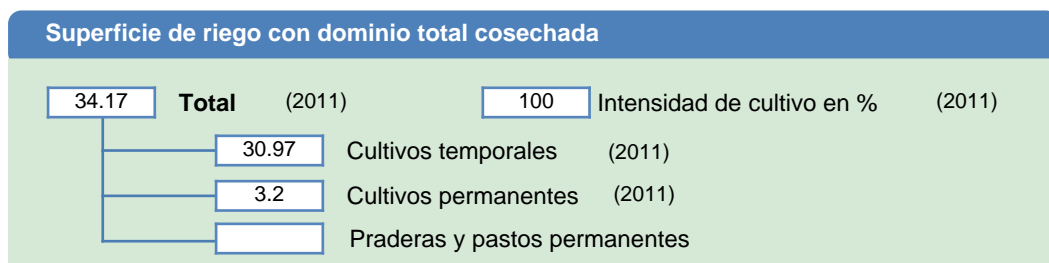 Superficie de riego con dominio total cosechada
34.17 Total (2011) 100 Intensidad de cultivo en % (2011)
30.97 Cultivos temporales (2011)
3.2 Cultivos permanentes (2011)
Praderas y pastos permanentes